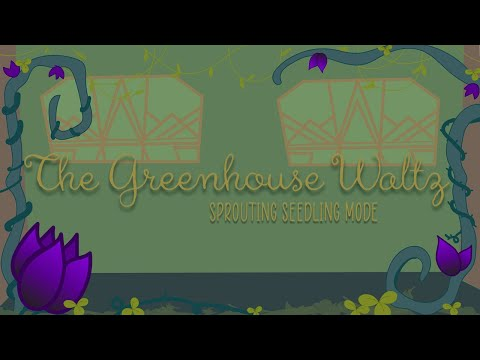 The Greenhouse Waltz
SPROUTING SEEDLING MODE